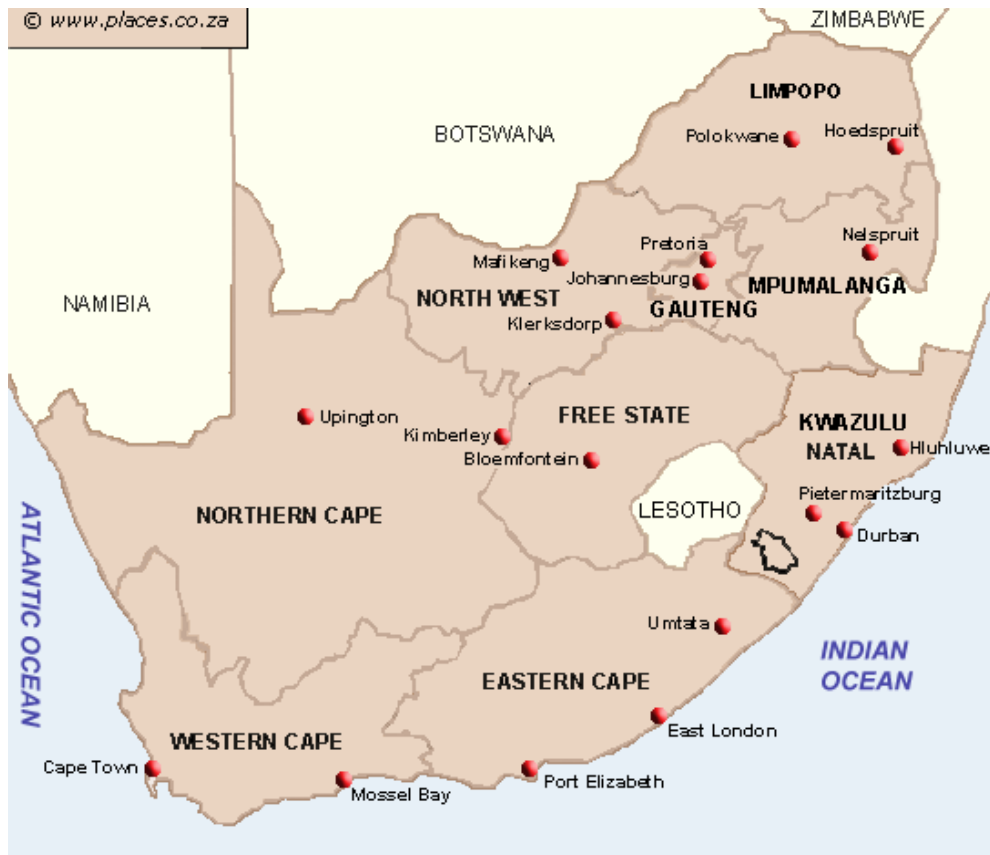 © www.places.co.za
ZIMBABWE
LIMPOPO
BOTSWANA
Polokwane
Hoedspruit
Pretoria
Nelspruit
Mafikeng
Johannesburg
MPUMALANGA
NAMIBIA
NORTH WEST
GAUTENG
Klerksdorp
Upington
FREE STATE
KWAZULU
NATAL
Kimberley
Hluhluwe
Bloemfontein
Pietermaritzburg
LESOTHO
NORTHERN CAPE
Durban
ATLANTIC OCEAN
Umtata
INDIAN
OCEAN
EASTERN CAPE
East London
WESTERN CAPE
Cape Town
Port Elizabeth
Mossel Bay